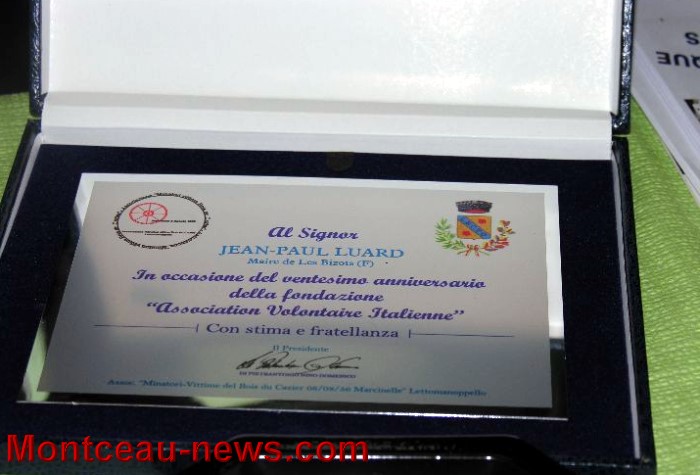 Al Signor
JEAN-PAUL LUARD
Maire de Les Bizots (F)
In occasione del ventesimo anniversario
della fondazione
"Association Volontaire Italienne"
Con stima e fratellanza
Il Presidente
Assoc. "Minatori-Vittime del Bois du Cazier 08/08/56 Marcinelle" Lettomanoppello
Montceau-news.com
QUE
S